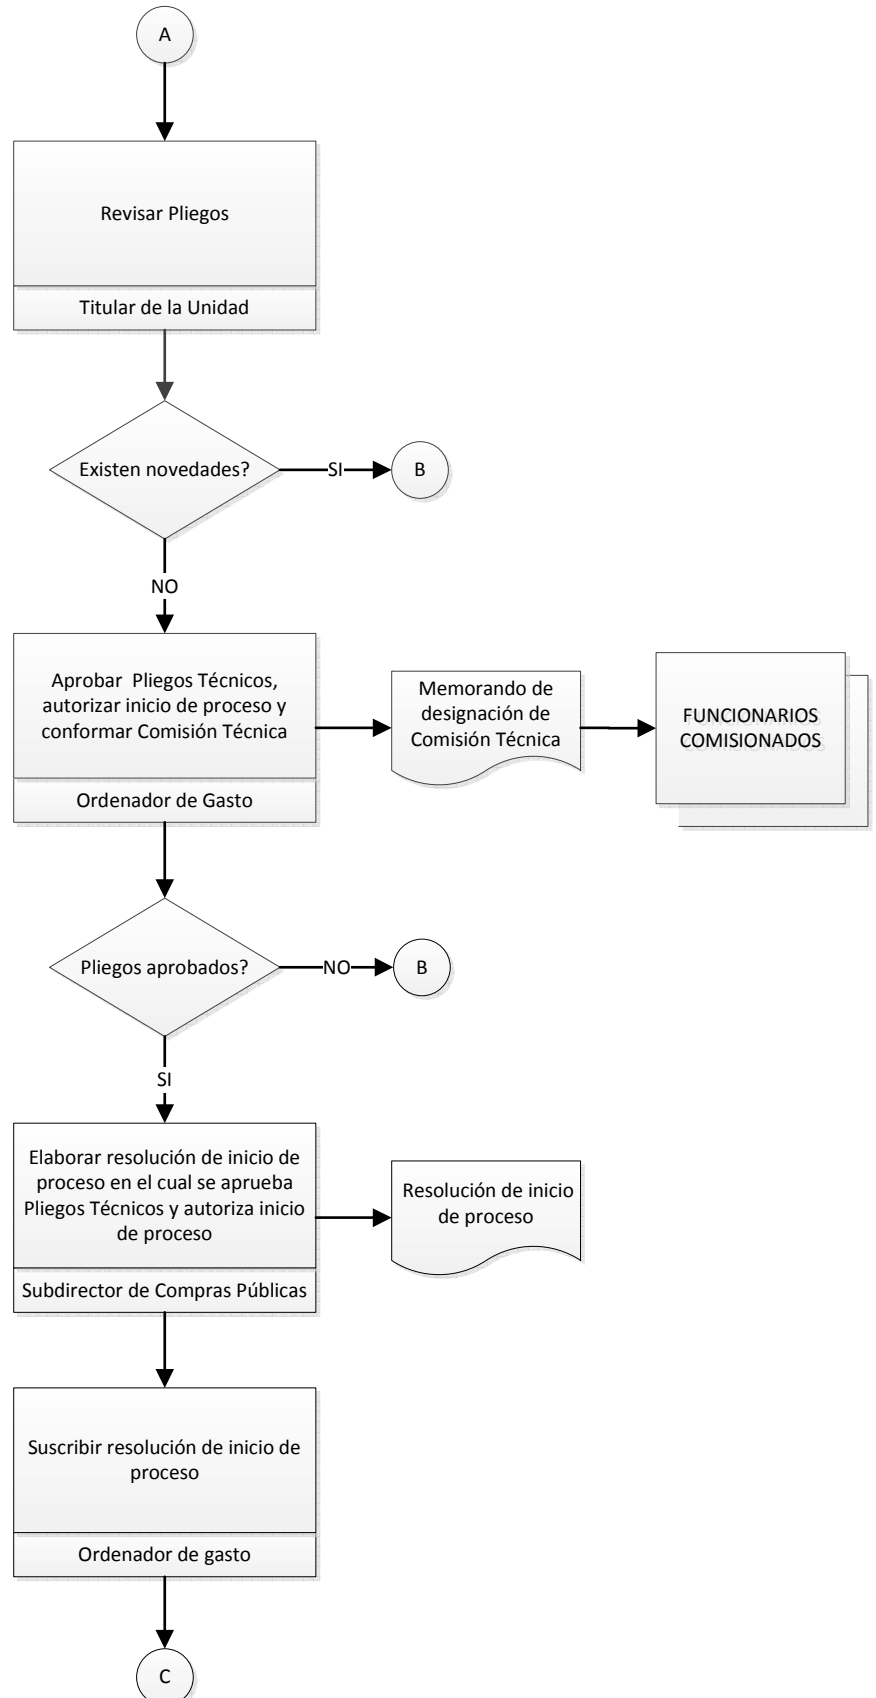 A
Revisar Pliegos
Titular de la Unidad
Existen novedades?
SI
B
NO
Aprobar  Pliegos Técnicos,
autorizar inicio de proceso y
conformar Comisión Técnica
Ordenador de Gasto
Memorando de
designación de
Comisión Técnica
FUNCIONARIOS
COMISIONADOS
Pliegos aprobados?
NO
B
SI
Elaborar resolución de inicio de
proceso en el cual se aprueba
Pliegos Técnicos y autoriza inicio
de proceso
Subdirector de Compras Públicas
Resolución de inicio
de proceso
Suscribir resolución de inicio de
proceso
Ordenador de gasto
C